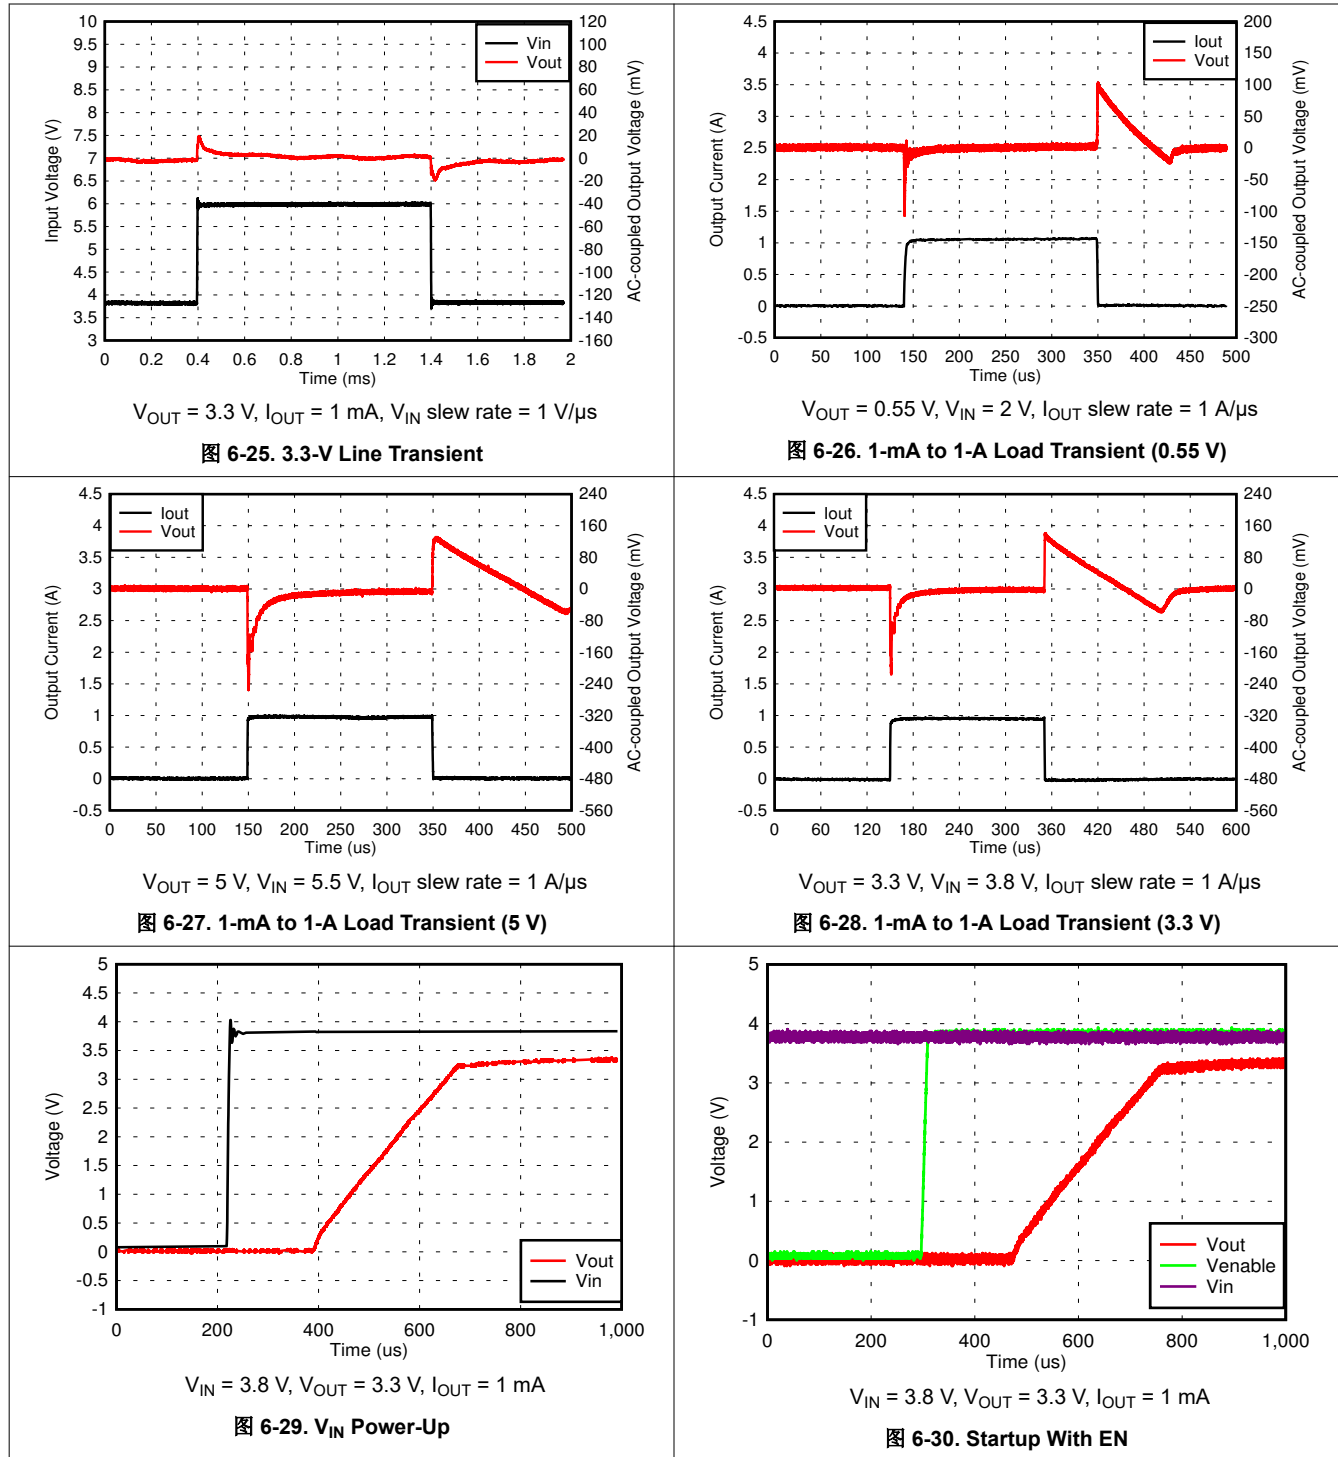 10
9.5
9
8.5
8
7.5
7
6.5
6
5.5
5
4.5
4
3.5
3
Input Voltage (V)
120
100
80
60
40
20
0
-20
-40
-60
-80
-100
-120
-140
-160
AC-coupled Output Voltage (mV)
Vin
Vout
0 0.2 0.4 0.6 0.8 1 1.2 1.4 1.6 1.8 2
Time (ms)
VOUT = 3.3 V, IOUT = 1 mA, VIN slew rate = 1 V/µs
图 6-25. 3.3-V Line Transient
4.5
4
3.5
3
2.5
2
1.5
1
0.5
0
-0.5
Output Current (A)
200
150
100
50
0
-50
-100
-150
-200
-250
-300
AC-coupled Output Voltage (mV)
Iout
Vout
0 50 100 150 200 250 300 350 400 450 500
Time (us)
VOUT = 0.55 V, VIN = 2 V, IOUT slew rate = 1 A/µs
图 6-26. 1-mA to 1-A Load Transient (0.55 V)
4.5
4
3.5
3
2.5
2
1.5
1
0.5
0
-0.5
Output Current (A)
240
160
80
0
-80
-160
-240
-320
-400
-480
-560
AC-coupled Output Voltage (mV)
Iout
Vout
0 50 100 150 200 250 300 350 400 450 500
Time (us)
VOUT = 5 V, VIN = 5.5 V, IOUT slew rate = 1 A/µs
图 6-27. 1-mA to 1-A Load Transient (5 V)
4.5
4
3.5
3
2.5
2
1.5
1
0.5
0
-0.5
Output Current (A)
240
160
80
0
-80
-160
-240
-320
-400
-480
-560
AC-coupled Output Voltage (mV)
Iout
Vout
0 60 120 180 240 300 360 420 480 540 600
Time (us)
VOUT = 3.3 V, VIN = 3.8 V, IOUT slew rate = 1 A/µs
图 6-28. 1-mA to 1-A Load Transient (3.3 V)
5
4.5
4
3.5
3
2.5
2
1.5
1
0.5
0
-0.5
-1
Voltage (V)
Vout
Vin
0 200 400 600 800 1,000
Time (us)
VIN = 3.8 V, VOUT = 3.3 V, IOUT = 1 mA
图 6-29. VIN Power-Up
5
4
3
2
1
0
-1
Voltage (V)
Vout
Venable
Vin
0 200 400 600 800 1,000
Time (us)
VIN = 3.8 V, VOUT = 3.3 V, IOUT = 1 mA
图 6-30. Startup With EN